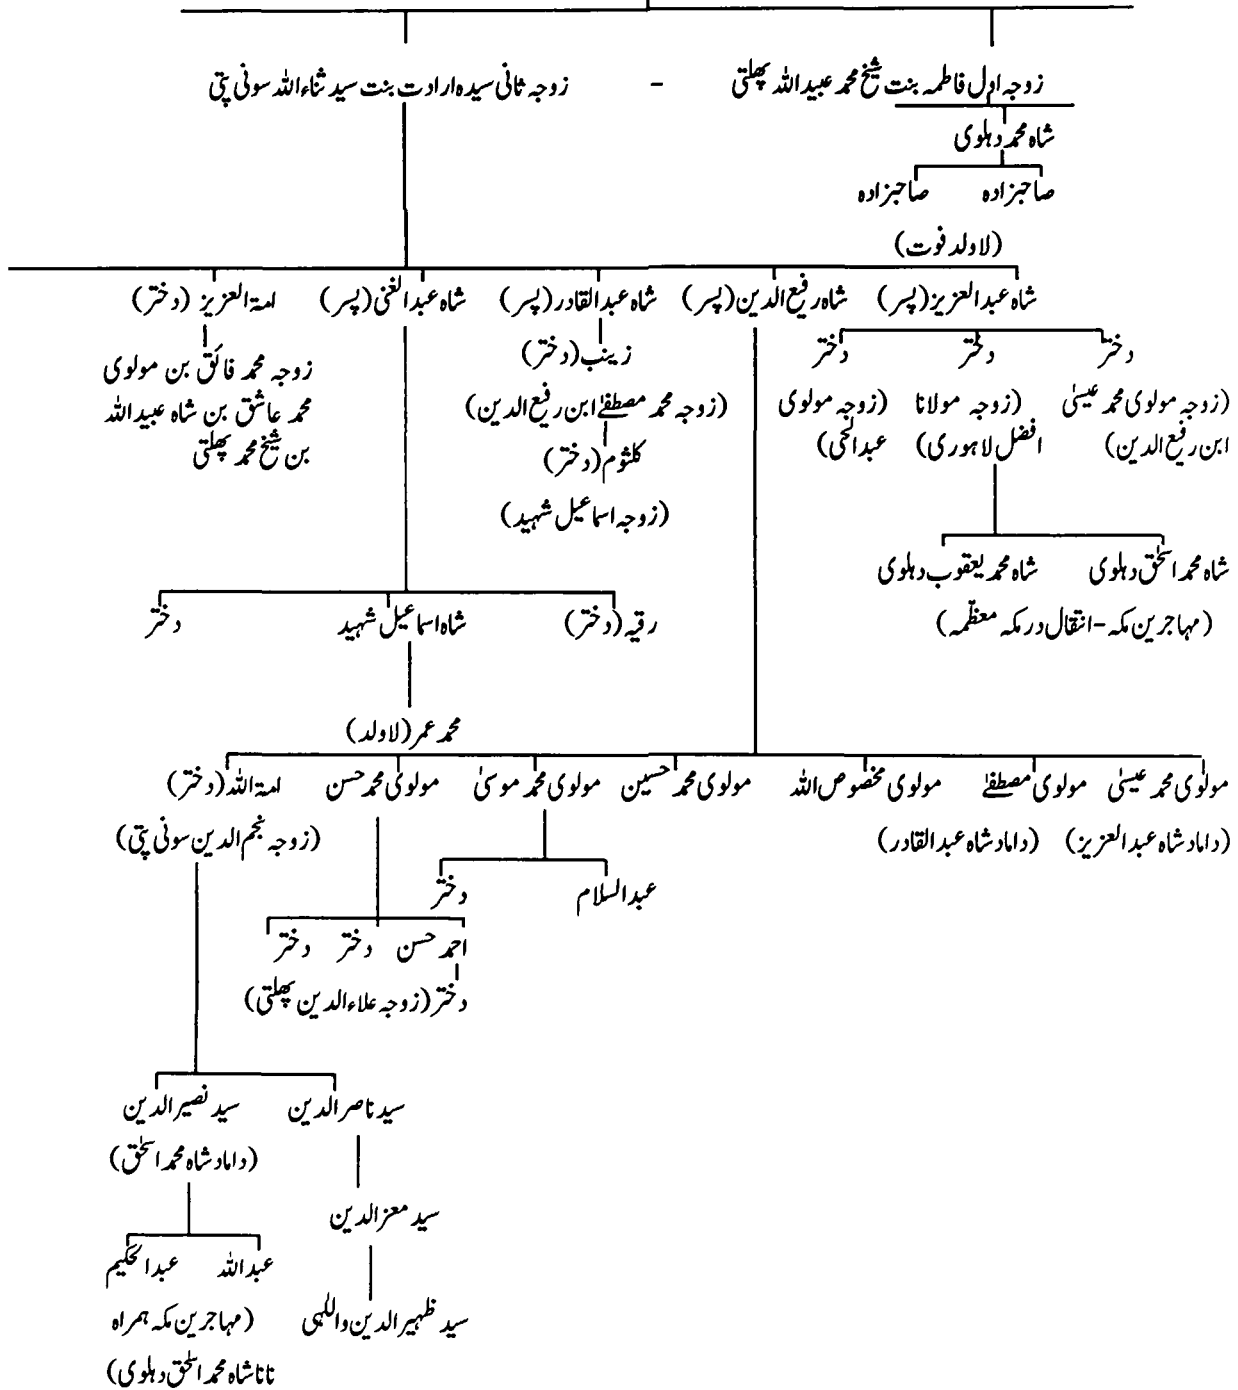 زوجہ اول فاطمہ بنت شیخ محمد عبید اللہ پھلتی - زوجہ ثانی سیدہ ارادت بنت سید ثناء اللہ سونی پتی
شاہ محمد دہلوی
صاحبزادہ صاحبزادہ
(لا ولد فوت)
شاہ عبد العزیز (پسر) شاہ رفیع الدین (پسر) شاہ عبد القادر (پسر) شاہ عبد الغنی (پسر) امۃ العزیز (دختر)
دختر دختر دختر زینب (دختر) زوجہ محمد فائق بن مولوی
(زوجہ مولوی محمد عیسیٰ (زوجہ مولانا (زوجہ مولوی (زوجہ محمد مصطفےٰ ابن رفیع الدین) محمد عاشق بن شاہ عبید اللہ
ابن رفیع الدین) افضل لاہوری) عبد الحی) کلثوم (دختر) بن شیخ محمد پھلتی
(زوجہ اسماعیل شہید)
شاہ محمد اسحٰق دہلوی شاہ محمد یعقوب دہلوی
(مہاجرین مکہ - انتقال در مکہ معظّمہ)
رقیہ (دختر) شاہ اسماعیل شہید دختر
محمد عمر (لا ولد)
مولوی محمد عیسیٰ مولوی مصطفےٰ مولوی مخصوص اللہ مولوی محمد حسین مولوی محمد موسیٰ مولوی محمد حسن امۃ اللہ (دختر)
(داماد شاہ عبد العزیز) (داماد شاہ عبد القادر) (زوجہ نجم الدین سونی پتی)
عبد السلام دختر
احمد حسن دختر دختر
دختر (زوجہ علاء الدین پھلتی)
سید ناصر الدین سید نصیر الدین
(داماد شاہ محمد اسحٰق)
سید معز الدین
عبد اللہ عبد الحکیم
سید ظہیر الدین واللہی (مہاجرین مکہ ہمراہ
نانا شاہ محمد اسحٰق دہلوی)